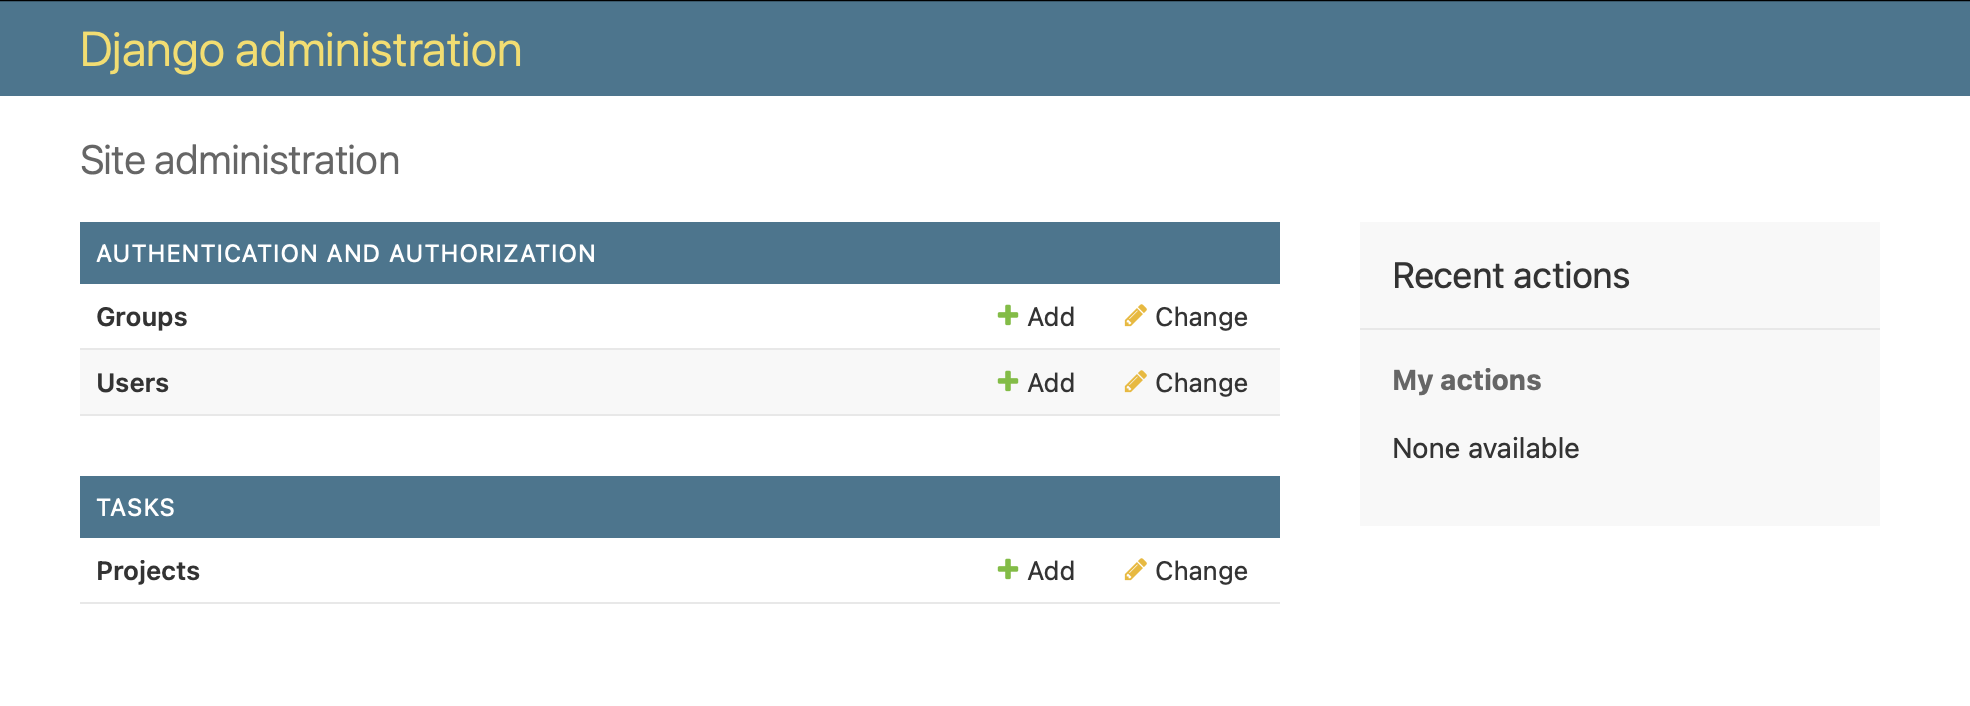 Django administration
Site administration
AUTHENTICATION AND AUTHORIZATION
Groups Add Change
Users Add Change
TASKS
Projects Add Change
Recent actions
My actions
None available